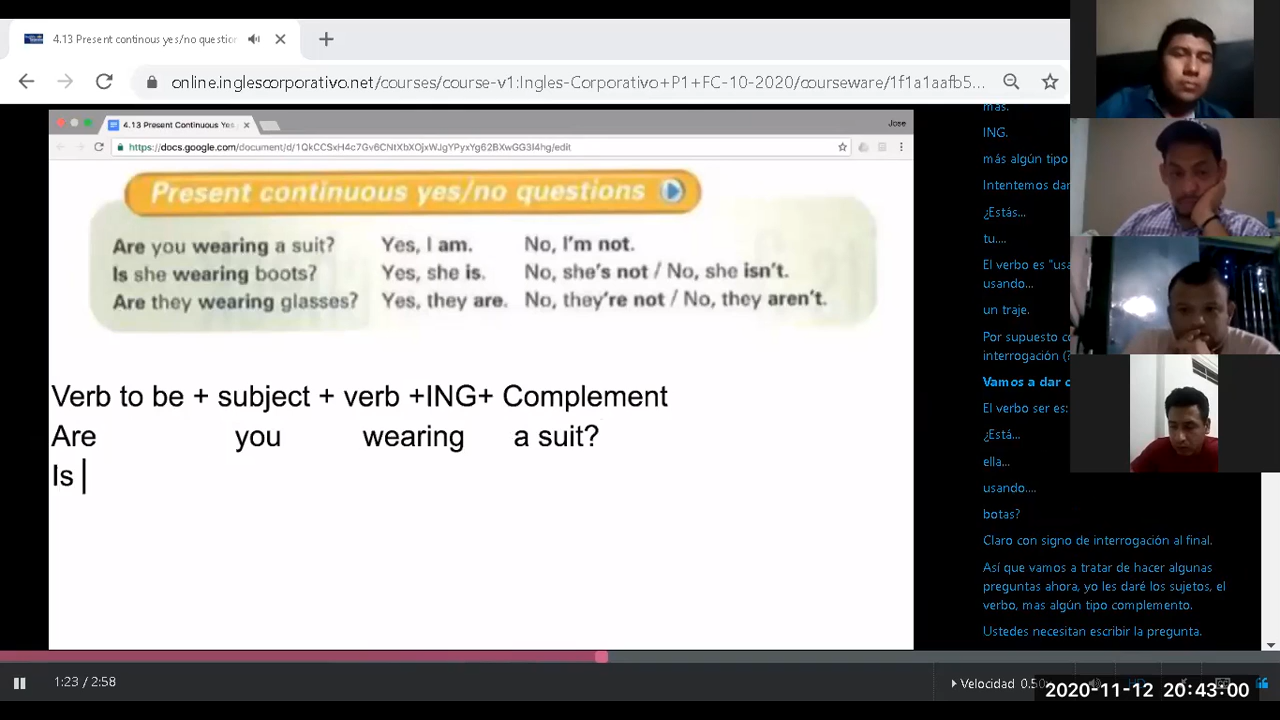 4.13 Present continous yes/no question
online.inglescorporativo.net/courses/course-v1:Ingles-Corporativo+P1+FC-10-2020/courseware/1f1a1aafb5...
4.13 Present Continuous Yes
Jose
https://docs.google.com/document/d/1QkCCSxH4c7Gv6CNtXbXOjxWJgYPyxYg62BXwGG3I4hg/edit
Present continuous yes/no questions
Are you wearing a suit? Yes, I am. No, I'm not.
Is she wearing boots? Yes, she is. No, she's not / No, she isn't.
Are they wearing glasses? Yes, they are. No, they're not / No, they aren't.
Verb to be + subject + verb +ING+ Complement
Are you wearing a suit?
Is
más.
ING.
más algún tipo
Intentemos dar
¿Estás...
tu....
El verbo es "usa
usando...
un traje.
Por supuesto co
interrogación (?
Vamos a dar o
El verbo ser es:
¿Está...
ella...
usando....
botas?
Claro con signo de interrogación al final.
Así que vamos a tratar de hacer algunas
preguntas ahora, yo les daré los sujetos, el
verbo, mas algún tipo complemento.
Ustedes necesitan escribir la pregunta.
1:23 / 2:58
Velocidad 0.50x
HD
2020-11-12 20:43:00